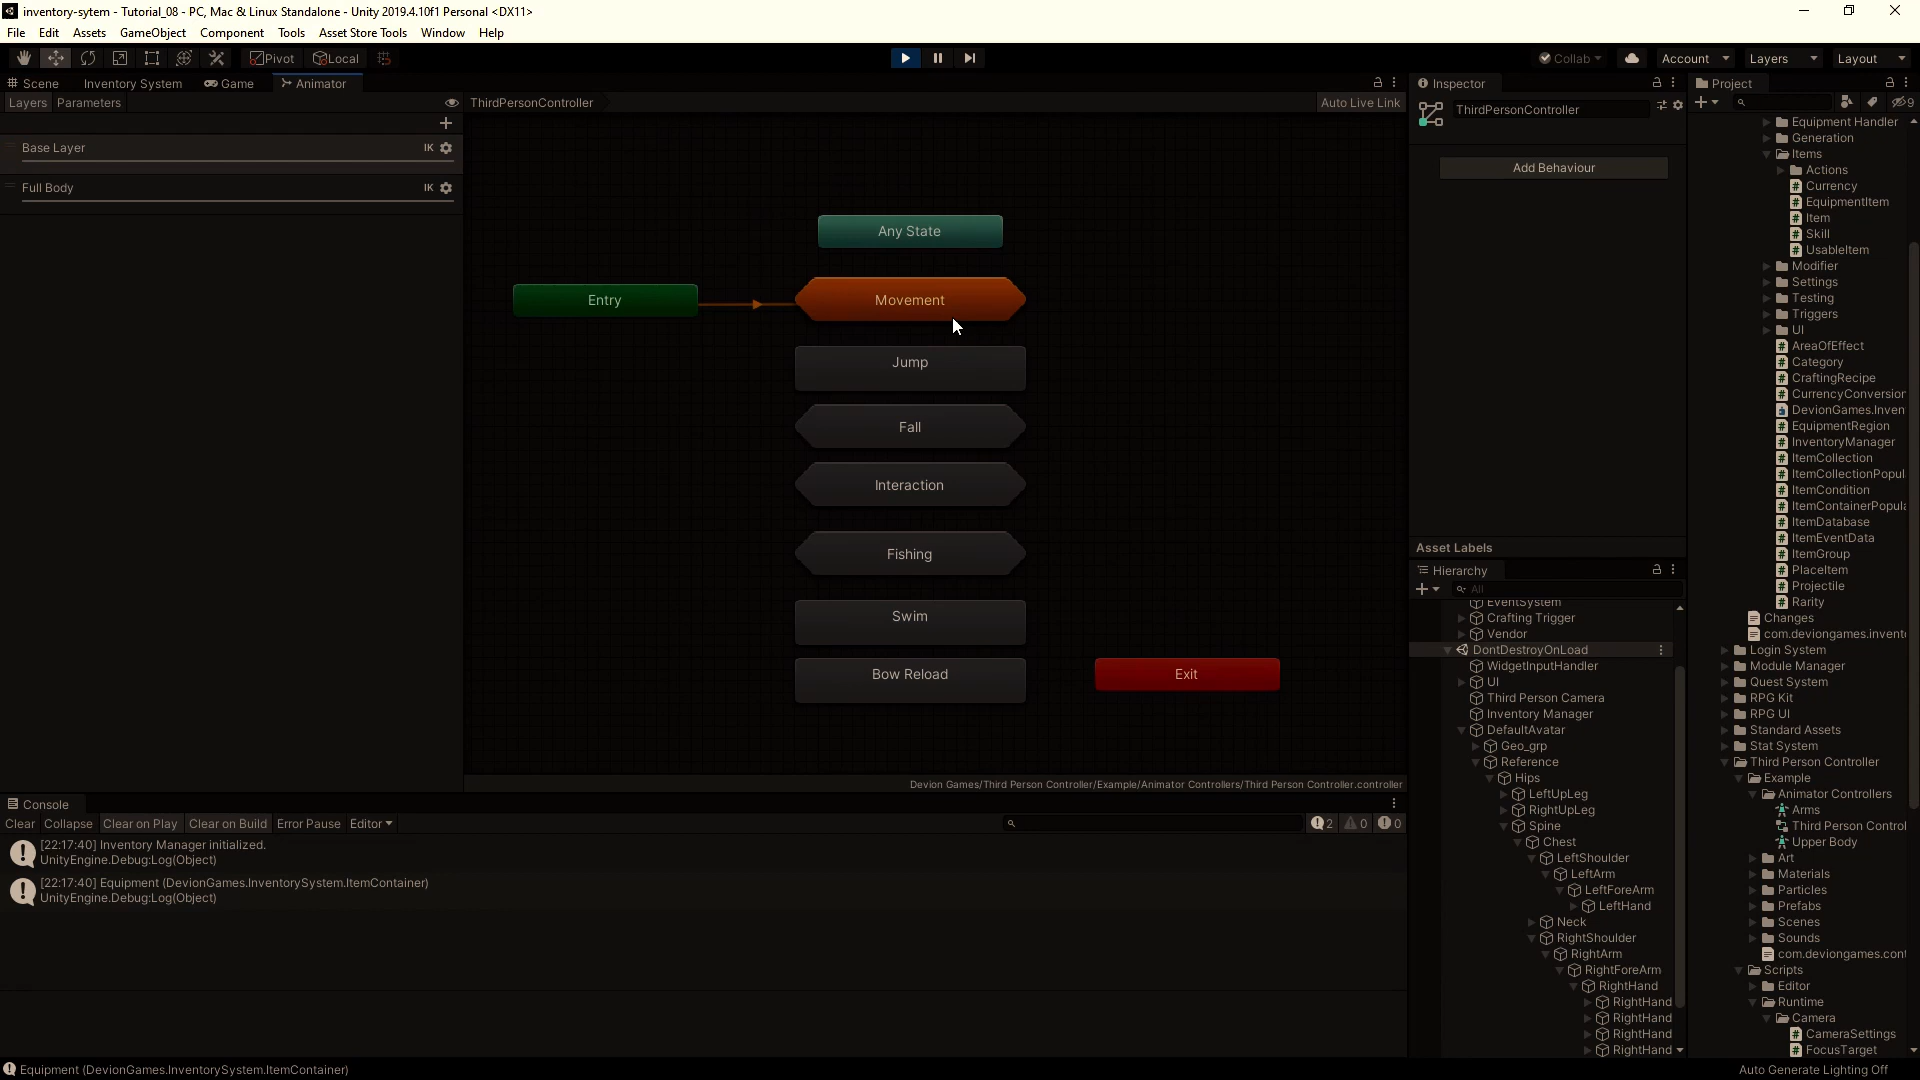 inventory-sytem - Tutorial_08 - PC, Mac & Linux Standalone - Unity 2019.4.10f1 Personal <DX11>
File Edit Assets GameObject Component Tools Asset Store Tools Window Help
Pivot Local Collab Account Layers Layout
Scene Inventory System Game Animator
Layers Parameters ThirdPersonController Auto Live Link
Base Layer IK
Full Body IK
Any State
Entry
Movement
Jump
Fall
Interaction
Fishing
Swim
Bow Reload
Exit
Devion Games/Third Person Controller/Example/Animator Controllers/Third Person Controller.controller
Console
Clear Collapse Clear on Play Clear on Build Error Pause Editor 2 0 0
[22:17:40] Inventory Manager initialized.
UnityEngine.Debug:Log(Object)
[22:17:40] Equipment (DevionGames.InventorySystem.ItemContainer)
UnityEngine.Debug:Log(Object)
Inspector
ThirdPersonController
Add Behaviour
Asset Labels
Hierarchy
All
EventSystem
Crafting Trigger
Vendor
DontDestroyOnLoad
WidgetInputHandler
UI
Third Person Camera
Inventory Manager
DefaultAvatar
Geo_grp
Reference
Hips
LeftUpLeg
RightUpLeg
Spine
Chest
LeftShoulder
LeftArm
LeftForeArm
LeftHand
Neck
RightShoulder
RightArm
RightForeArm
RightHand
RightHand
RightHand
RightHand
RightHand
Project
9
Equipment Handler
Generation
Items
Actions
Currency
EquipmentItem
Item
Skill
UsableItem
Modifier
Settings
Testing
Triggers
UI
AreaOfEffect
Category
CraftingRecipe
CurrencyConversion
DevionGames.Inven
EquipmentRegion
InventoryManager
ItemCollection
ItemCollectionPopul
ItemCondition
ItemContainerPopula
ItemDatabase
ItemEventData
ItemGroup
PlaceItem
Projectile
Rarity
Changes
com.deviongames.invento
Login System
Module Manager
Quest System
RPG Kit
RPG UI
Standard Assets
Stat System
Third Person Controller
Example
Animator Controllers
Arms
Third Person Control
Upper Body
Art
Materials
Particles
Prefabs
Scenes
Sounds
com.deviongames.cont
Scripts
Editor
Runtime
Camera
CameraSettings
FocusTarget
Equipment (DevionGames.InventorySystem.ItemContainer) Auto Generate Lighting Off